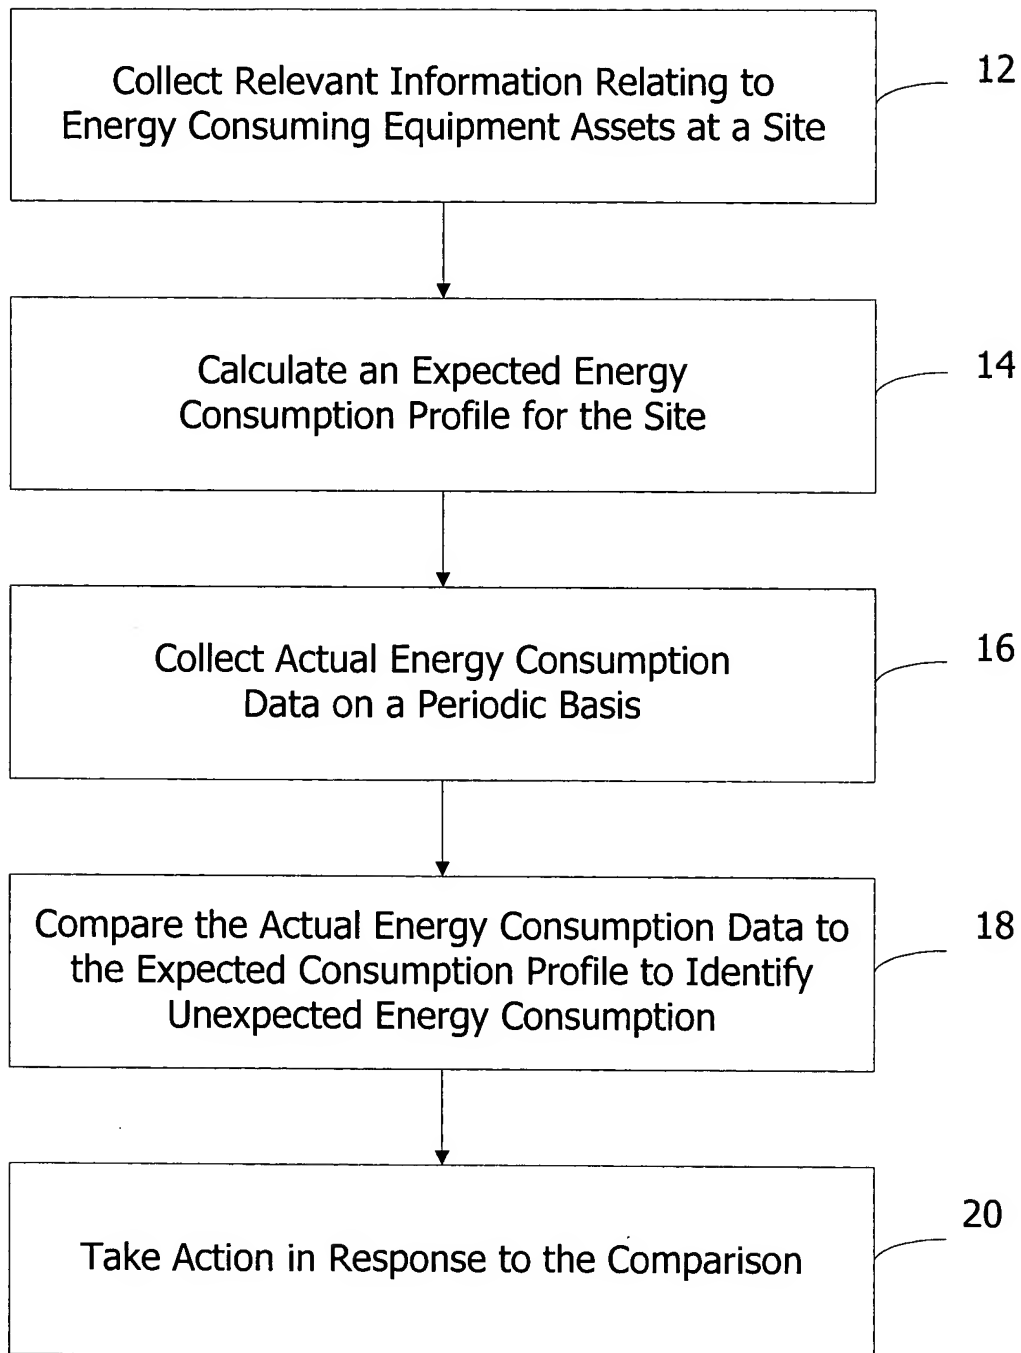 Collect Relevant Information Relating to
Energy Consuming Equipment Assets at a Site
12
Calculate an Expected Energy
Consumption Profile for the Site
14
Collect Actual Energy Consumption
Data on a Periodic Basis
16
Compare the Actual Energy Consumption Data to
the Expected Consumption Profile to Identify
Unexpected Energy Consumption
18
Take Action in Response to the Comparison
20